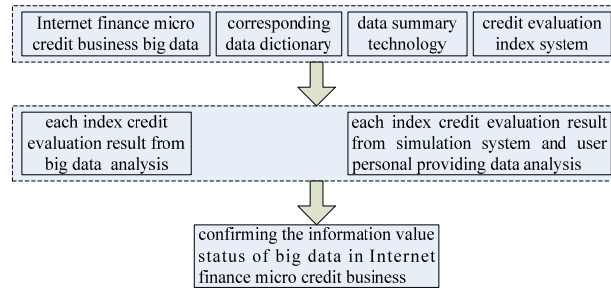 Internet finance micro
credit business big data
corresponding
data dictionary
data summary
technology
credit evaluation
index system
each index credit
evaluation result from
big data analysis
each index credit evaluation result
from simulation system and user
personal providing data analysis
confirming the information value
status of big data in Internet
finance micro credit business